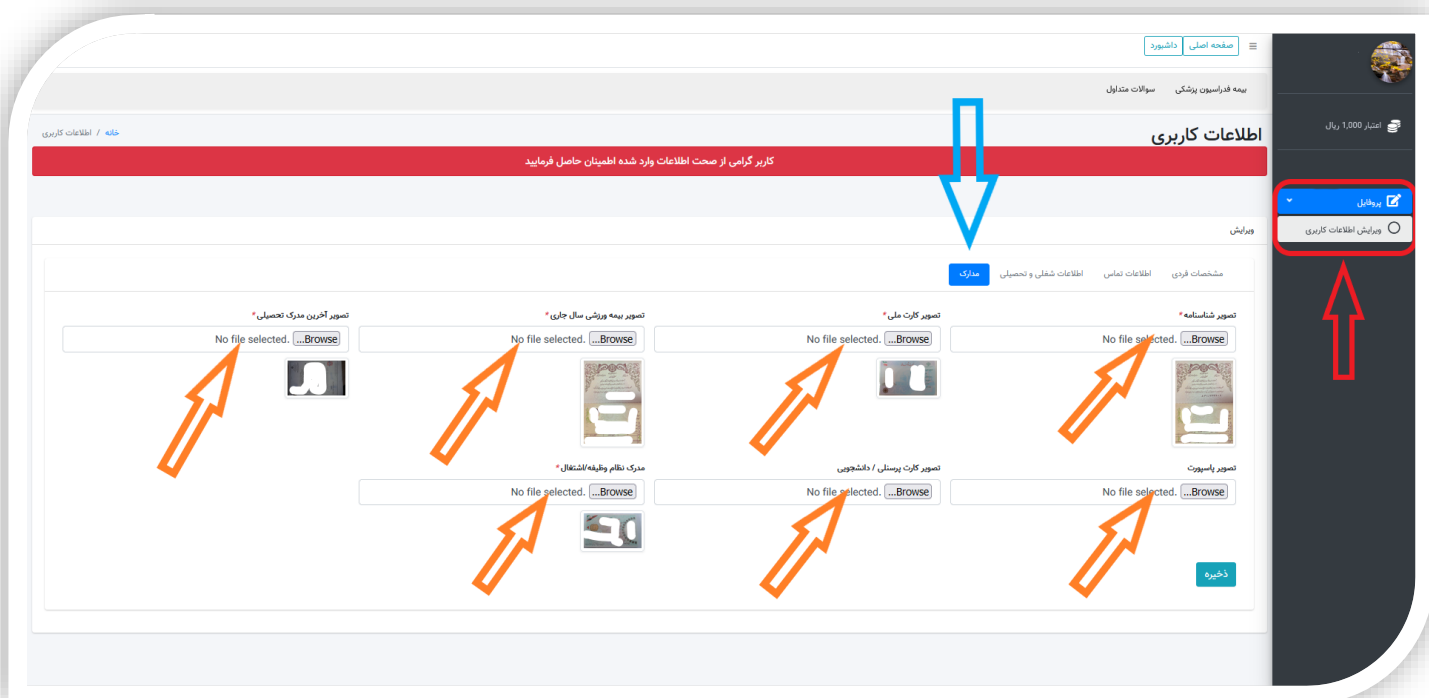 صفحه اصلی داشبورد
اعتبار 1,000 ریال
پروفایل
ویرایش اطلاعات کاربری
بیمه فدراسیون پزشکی سوالات متداول
اطلاعات کاربری
خانه / اطلاعات کاربری
کاربر گرامی از صحت اطلاعات وارد شده اطمینان حاصل فرمایید
ویرایش
مشخصات فردی اطلاعات تماس اطلاعات شغلی و تحصیلی مدارک
تصویر شناسنامه * تصویر کارت ملی * تصویر بیمه ورزشی سال جاری * تصویر آخرین مدرک تحصیلی *
Browse... No file selected. Browse... No file selected. Browse... No file selected. Browse... No file selected.
تصویر پاسپورت تصویر کارت پرسنلی / دانشجویی مدرک نظام وظیفه/اشتغال *
Browse... No file selected. Browse... No file selected. Browse... No file selected.
ذخیره